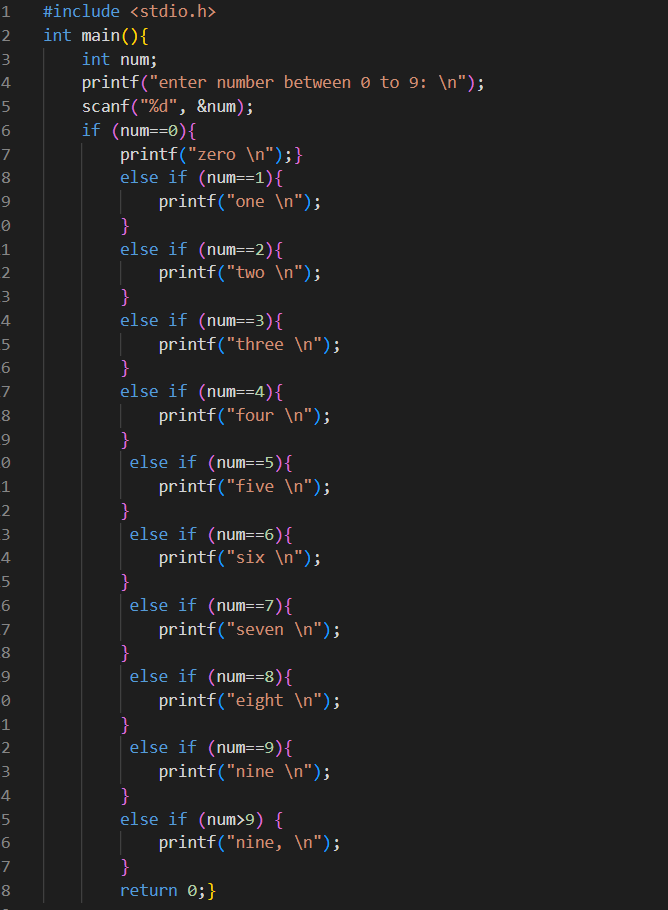 1 #include <stdio.h>
2 int main(){
3 int num;
4 printf("enter number between 0 to 9: \n");
5 scanf("%d", &num);
6 if (num==0){
7 printf("zero \n");}
8 else if (num==1){
9 printf("one \n");
0 }
1 else if (num==2){
2 printf("two \n");
3 }
4 else if (num==3){
5 printf("three \n");
6 }
7 else if (num==4){
8 printf("four \n");
9 }
0 else if (num==5){
1 printf("five \n");
2 }
3 else if (num==6){
4 printf("six \n");
5 }
6 else if (num==7){
7 printf("seven \n");
8 }
9 else if (num==8){
0 printf("eight \n");
1 }
2 else if (num==9){
3 printf("nine \n");
4 }
5 else if (num>9) {
6 printf("nine, \n");
7 }
8 return 0;}